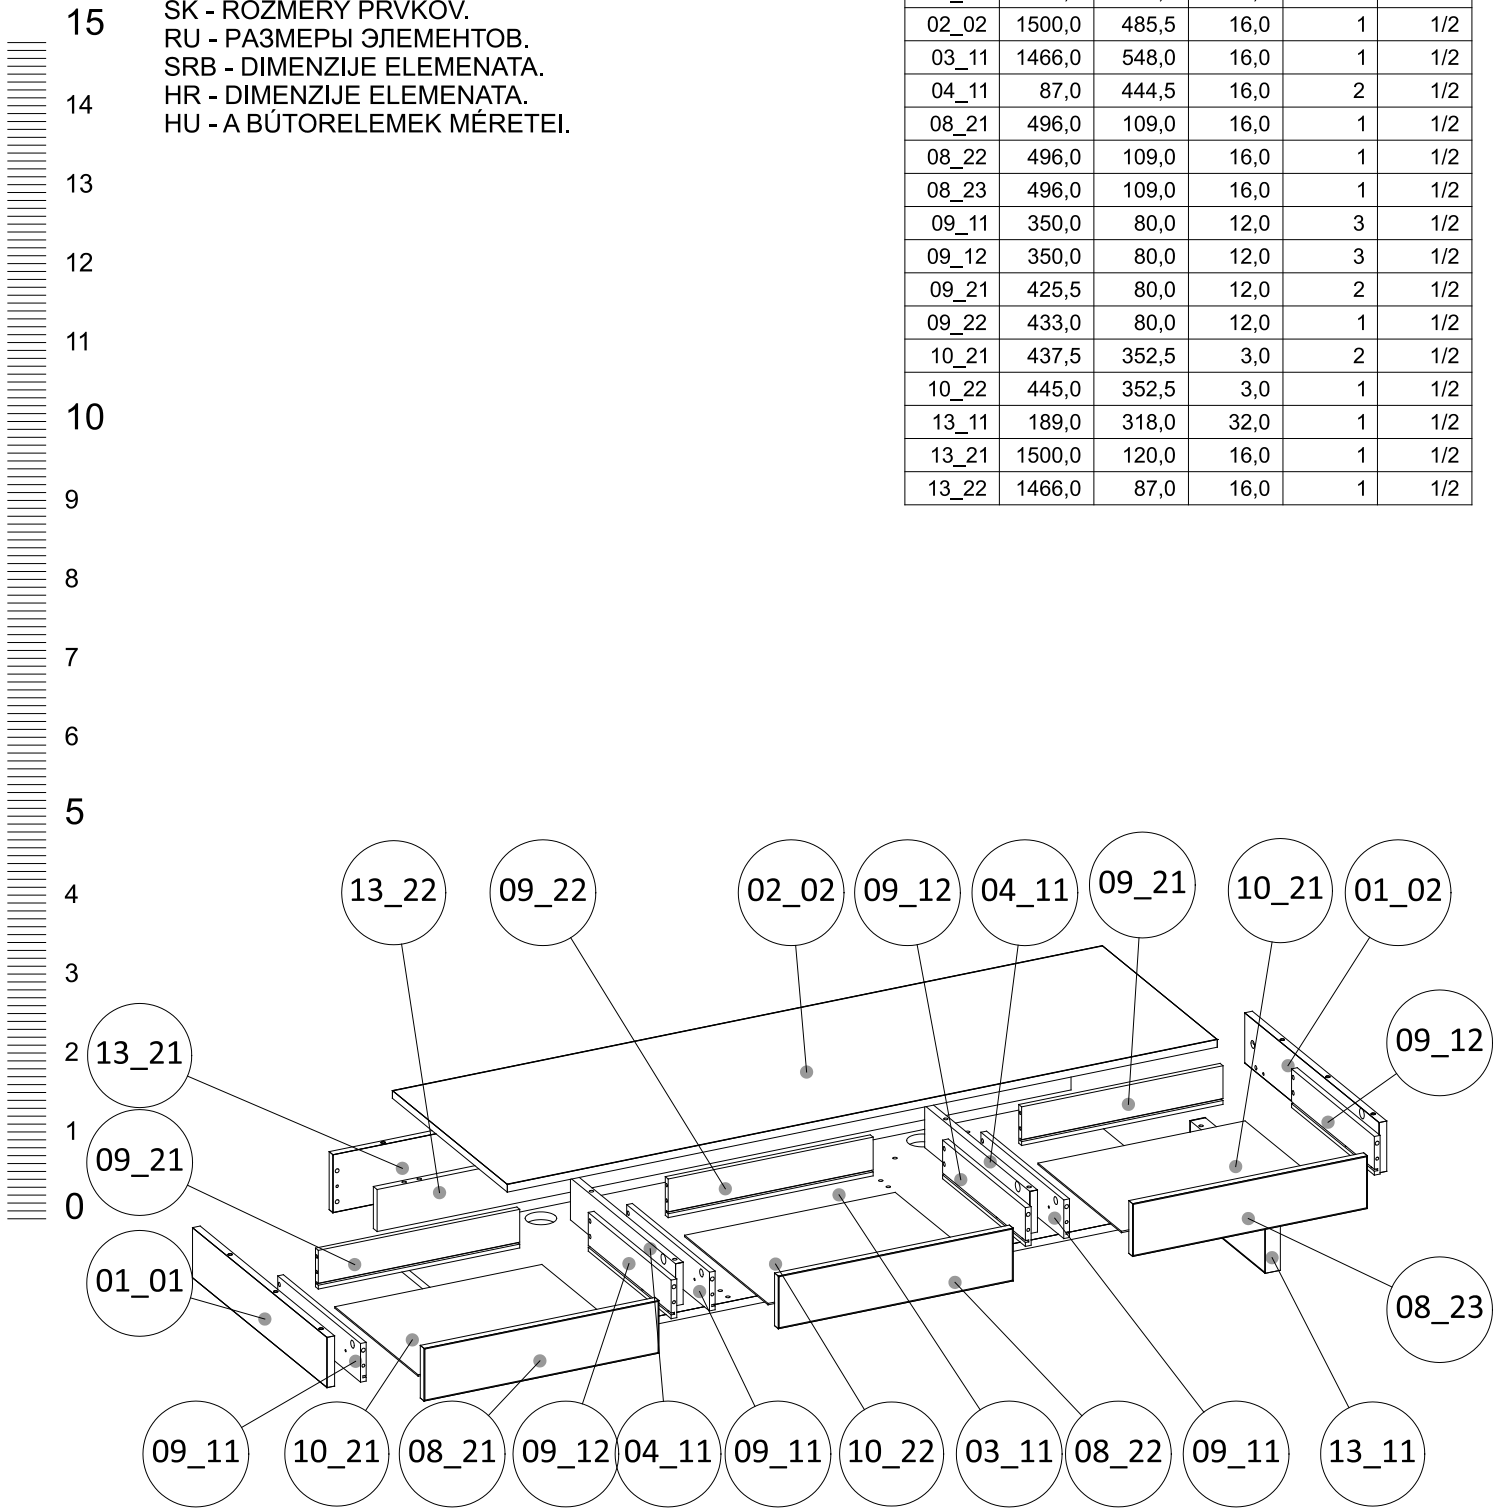 SK - ROZMERY PRVKOV.
RU - РАЗМЕРЫ ЭЛЕМЕНТОВ.
SRB - DIMENZIJE ELEMENATA.
HR - DIMENZIJE ELEMENATA.
HU - A BÚTORELEMEK MÉRETEI.
02_02 1500,0 485,5 16,0 1 1/2
03_11 1466,0 548,0 16,0 1 1/2
04_11 87,0 444,5 16,0 2 1/2
08_21 496,0 109,0 16,0 1 1/2
08_22 496,0 109,0 16,0 1 1/2
08_23 496,0 109,0 16,0 1 1/2
09_11 350,0 80,0 12,0 3 1/2
09_12 350,0 80,0 12,0 3 1/2
09_21 425,5 80,0 12,0 2 1/2
09_22 433,0 80,0 12,0 1 1/2
10_21 437,5 352,5 3,0 2 1/2
10_22 445,0 352,5 3,0 1 1/2
13_11 189,0 318,0 32,0 1 1/2
13_21 1500,0 120,0 16,0 1 1/2
13_22 1466,0 87,0 16,0 1 1/2
15
14
13
12
11
10
9
8
7
6
5
4
3
2
1
0
13_22 09_22 02_02 09_12 04_11 09_21 10_21 01_02
13_21 09_12
09_21
01_01 08_23
09_11 10_21 08_21 09_12 04_11 09_11 10_22 03_11 08_22 09_11 13_11